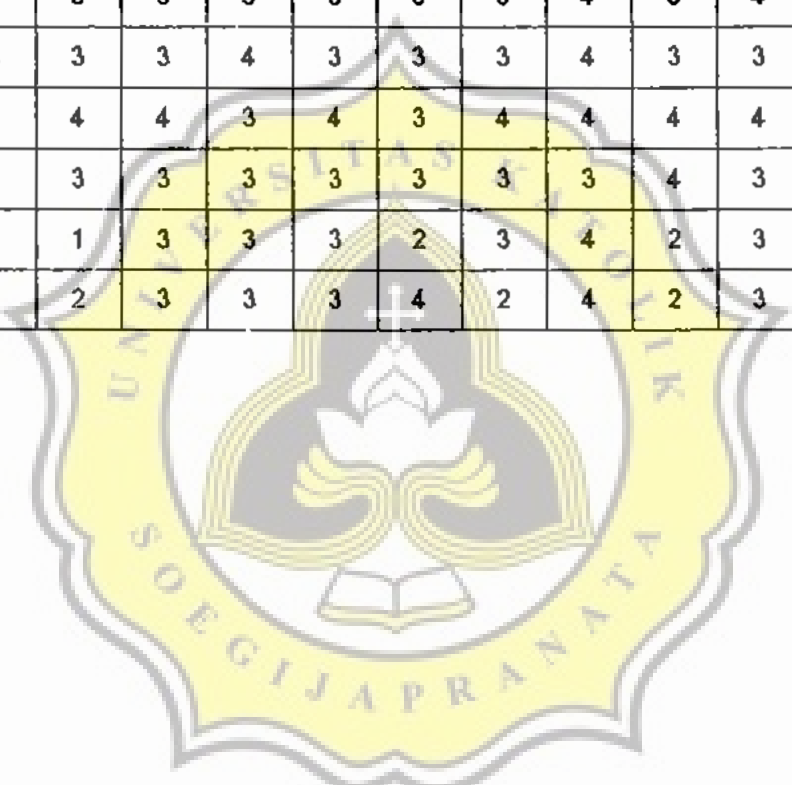 3 3 4 3 3 3 4 3 3
4 4 3 4 3 4 4 4 4
3 3 3 3 3 3 3 4 3
1 3 3 3 2 3 4 2 3
2 3 3 3 4 2 4 2 3
UNIVERSITAS KATOLIK
SOEGIJAPRANATA